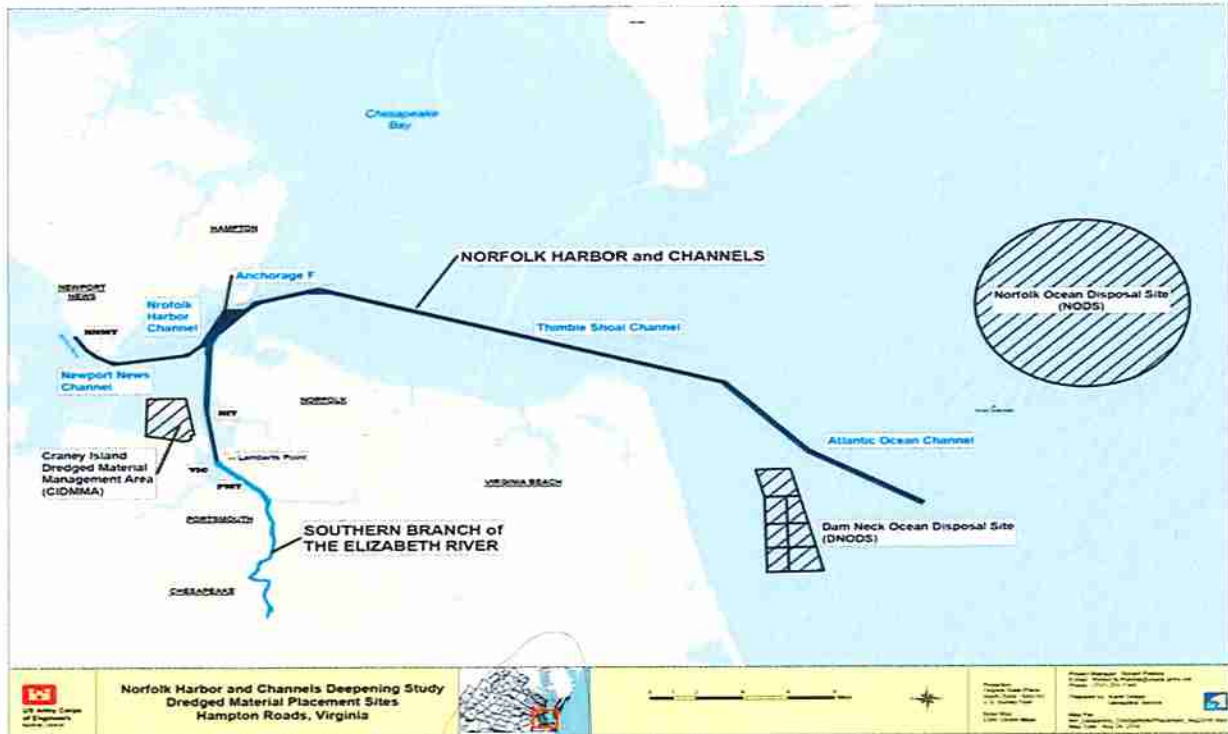 Chesapeake
Bay
HAMPTON
NORFOLK HARBOR and CHANNELS
Anchorage F
NEWPORT
NEWS
Nrofolk
Harbor
Channel
Norfolk Ocean Disposal Site
(NODS)
Thimble Shoal Channel
Newport News
Channel
NORFOLK
NIT
Craney Island
Dredged Material
Management Area
(CIDMMA)
Lamberts Point
Atlantic Ocean Channel
VIRGINIA BEACH
PMT
PORTSMOUTH
SOUTHERN BRANCH of
THE ELIZABETH RIVER
Dam Neck Ocean Disposal Site
(DNODS)
CHESAPEAKE
US Army Corps
of Engineers
Norfolk Harbor and Channels Deepening Study
Dredged Material Placement Sites
Hampton Roads, Virginia